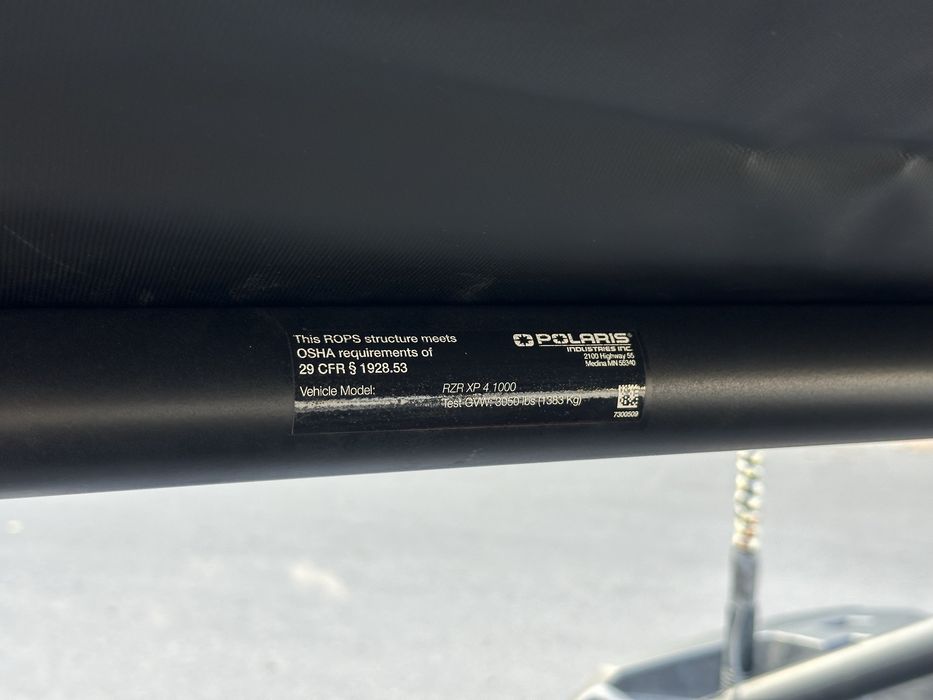 This ROPS structure meets
OSHA requirements of
29 CFR § 1928.53
POLARIS®
INDUSTRIES INC.
2100 Highway 55
Medina MN 55340
Vehicle Model: RZR XP 4 1000
Test GVW: 3050 lbs (1383 Kg)
7300509